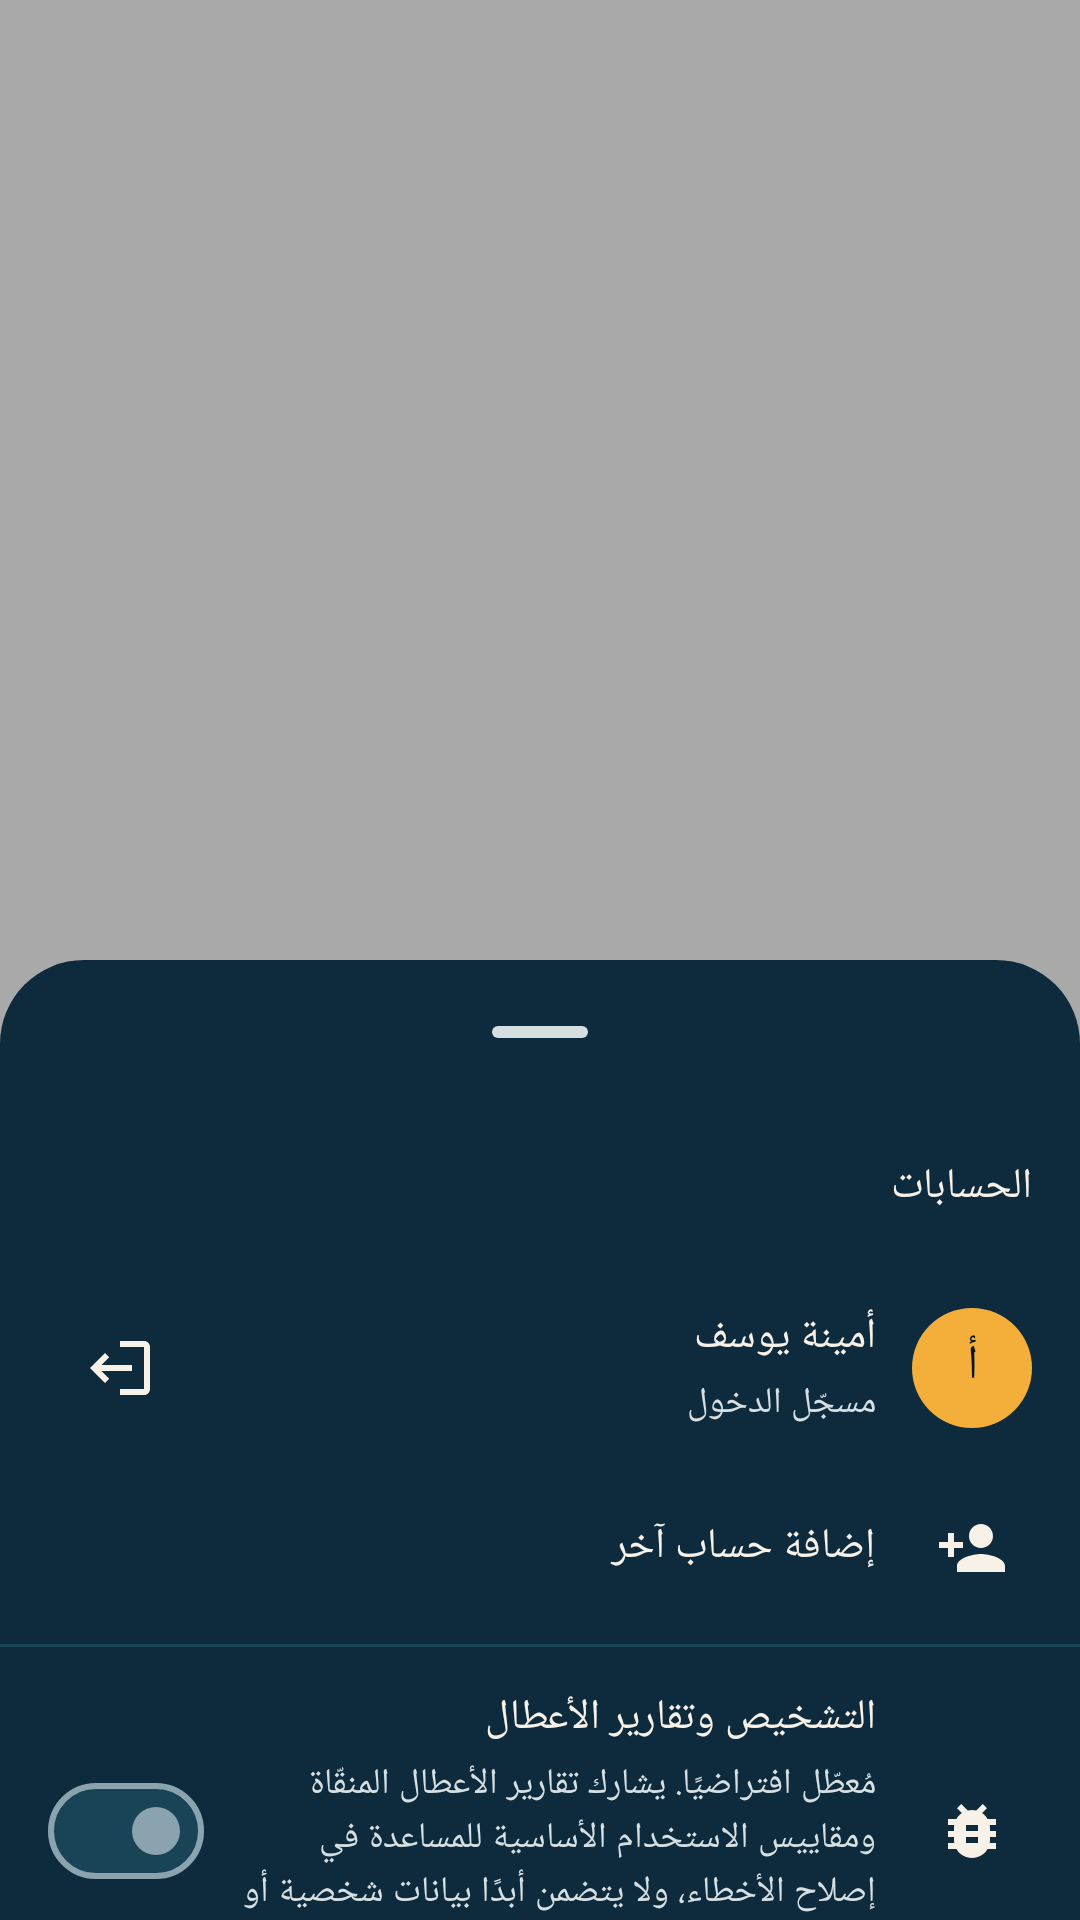 الحسابات
أ
أمينة يوسف
مسجّل الدخول
إضافة حساب آخر
التشخيص وتقارير الأعطال
مُعطّل افتراضيًا. يشارك تقارير الأعطال المنقّاة
ومقاييس الاستخدام الأساسية للمساعدة في
إصلاح الأخطاء، ولا يتضمن أبدًا بيانات شخصية أو